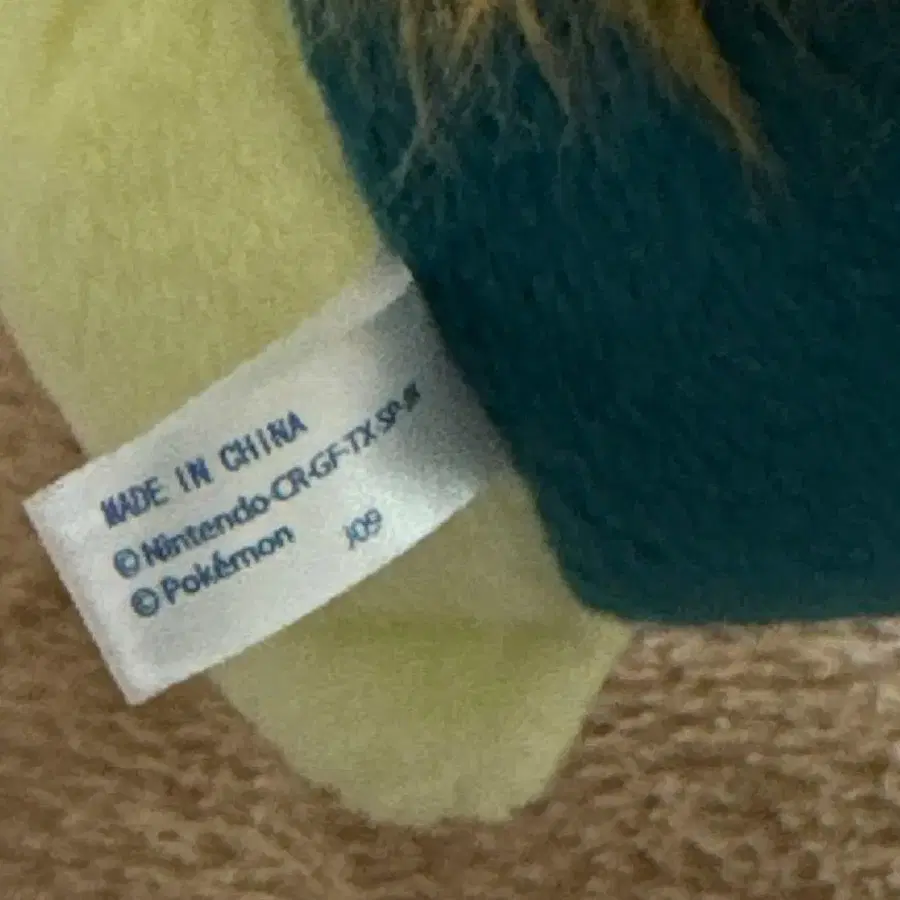 MADE IN CHINA
©Nintendo·CR·GF·TX·SP·JK
©Pokémon J09